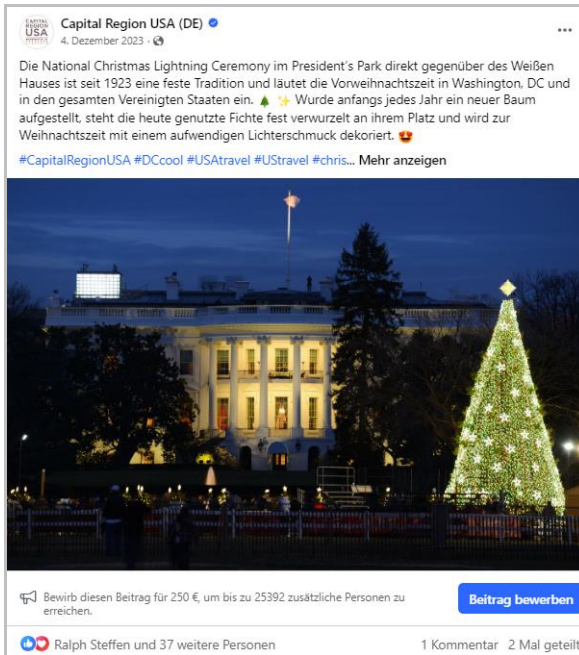 CAPITAL
REGION
USA
Capital Region USA (DE)
4. Dezember 2023 ·
Die National Christmas Lightning Ceremony im President's Park direkt gegenüber des Weißen
Hauses ist seit 1923 eine feste Tradition und läutet die Vorweihnachtszeit in Washington, DC und
in den gesamten Vereinigten Staaten ein. 🌲 ✨ Wurde anfangs jedes Jahr ein neuer Baum
aufgestellt, steht die heute genutzte Fichte fest verwurzelt an ihrem Platz und wird zur
Weihnachtszeit mit einem aufwendigen Lichterschmuck dekoriert. 🤩
#CapitalRegionUSA #DCcool #USAtravel #UStravel #chris... Mehr anzeigen
Bewirb diesen Beitrag für 250 €, um bis zu 25392 zusätzliche Personen zu
erreichen.
Beitrag bewerben
Ralph Steffen und 37 weitere Personen
1 Kommentar 2 Mal geteilt